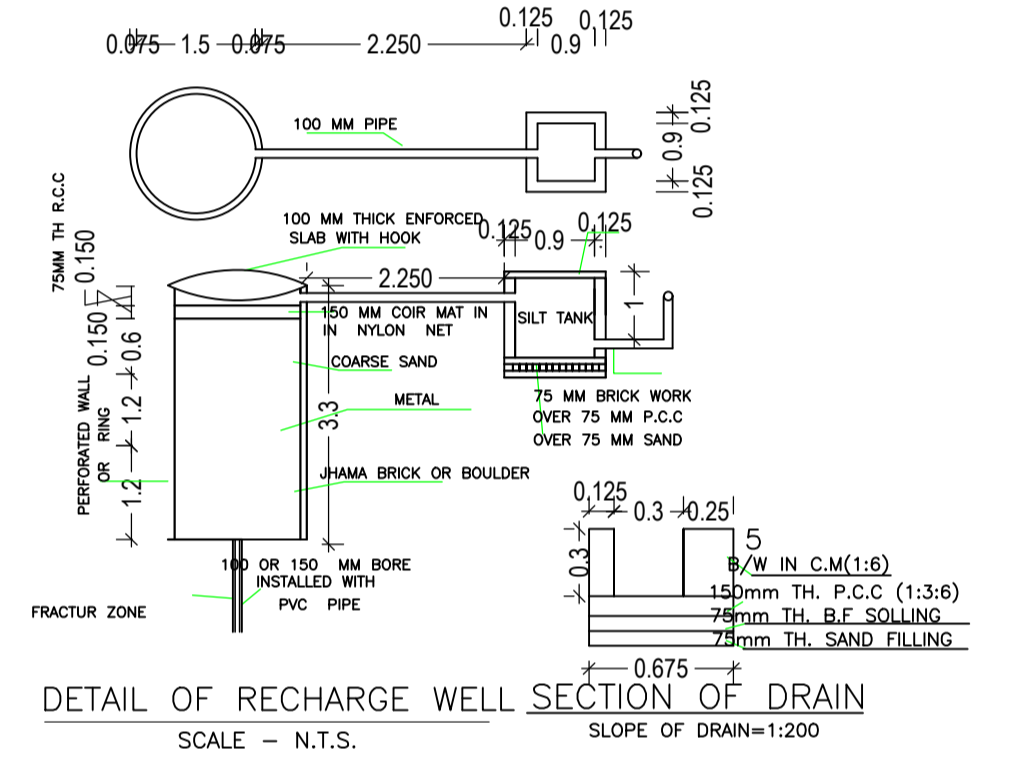 0.125 0.125
0.075 1.5 0.075 2.250 0.9
100 MM PIPE
0.125
0.9
0.125
75MM TH R.C.C
0.150
100 MM THICK ENFORCED
SLAB WITH HOOK
0.125 0.125
0.9
2.250
1
150 MM COIR MAT IN
IN NYLON NET
SILT TANK
0.150
0.6
COARSE SAND
1.2
METAL
3.3
75 MM BRICK WORK
OVER 75 MM P.C.C
OVER 75 MM SAND
PERFORATED WALL
OR RING
1.2
JHAMA BRICK OR BOULDER
100 OR 150 MM BORE
INSTALLED WITH
PVC PIPE
FRACTUR ZONE
0.125
0.3 0.25
5
0.3
B/W IN C.M(1:6)
150mm TH. P.C.C (1:3:6)
75mm TH. B.F SOLLING
75mm TH. SAND FILLING
0.675
DETAIL OF RECHARGE WELL
SCALE - N.T.S.
SECTION OF DRAIN
SLOPE OF DRAIN=1:200